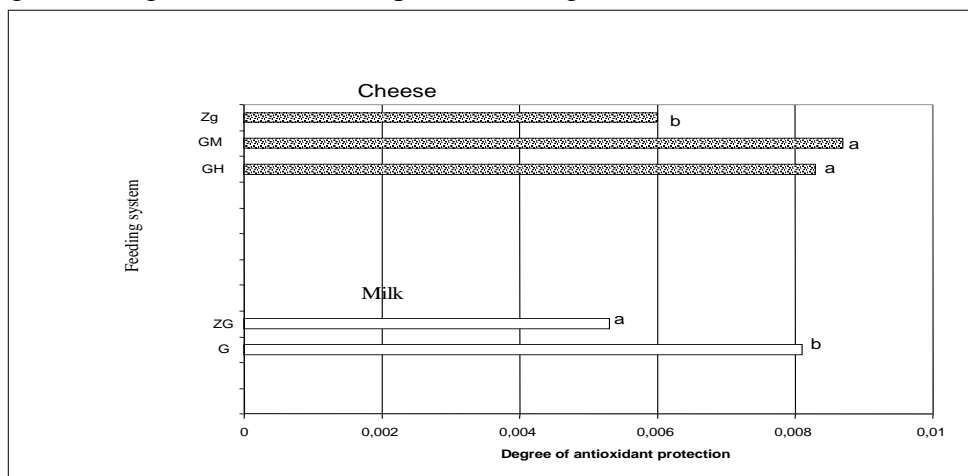 Cheese
Zg
b
GM
a
GH
a
Feeding system
Milk
ZG
a
G
b
0
0,002
0,004
0,006
0,008
0,01
Degree of antioxidant protection